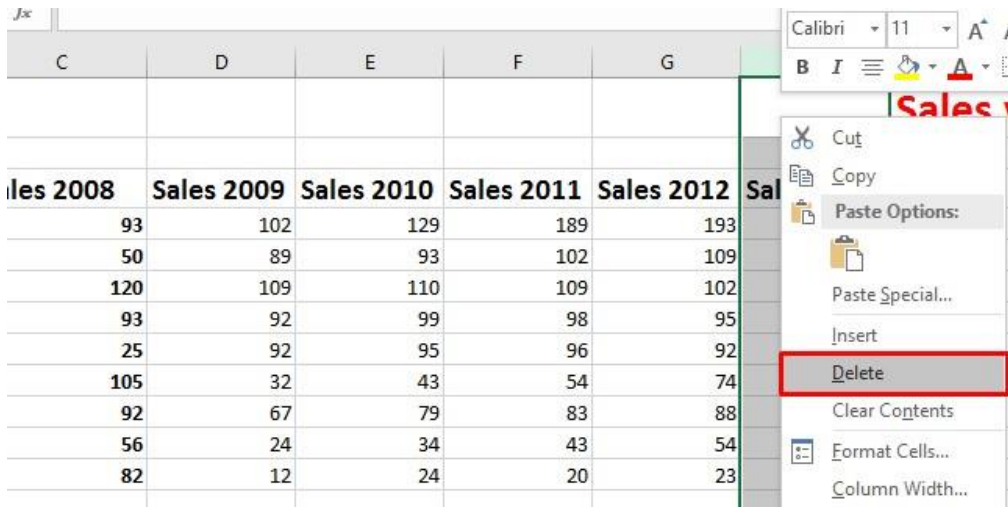 fx
Calibri 11 A
B I A
C D E F G
Sales
Cut
Copy
les 2008 Sales 2009 Sales 2010 Sales 2011 Sales 2012 Sal
Paste Options:
93 102 129 189 193
50 89 93 102 109
120 109 110 109 102
Paste Special...
93 92 99 98 95
Insert
25 92 95 96 92
Delete
105 32 43 54 74
92 67 79 83 88
Clear Contents
56 24 34 43 54
Format Cells...
82 12 24 20 23
Column Width...